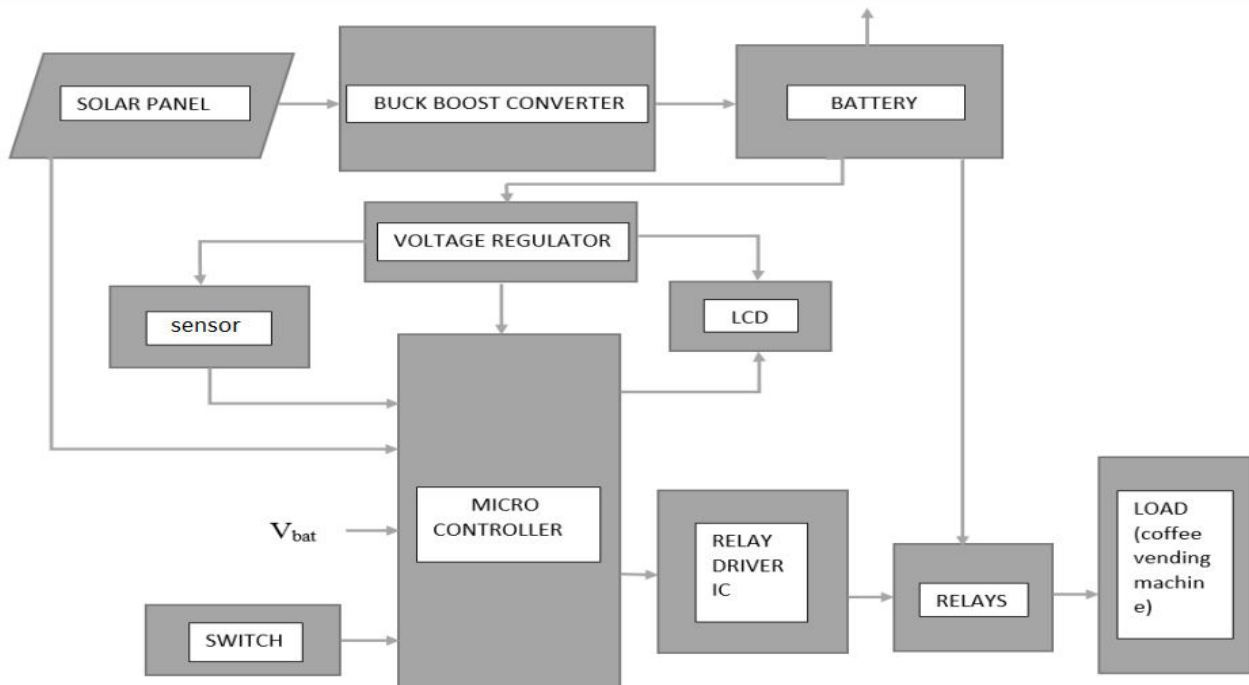 SOLAR PANEL
BUCK BOOST CONVERTER
BATTERY
VOLTAGE REGULATOR
sensor
LCD
MICRO
CONTROLLER
V_bat
RELAY
DRIVER
IC
RELAYS
LOAD
(coffee
vending
machin
e)
SWITCH